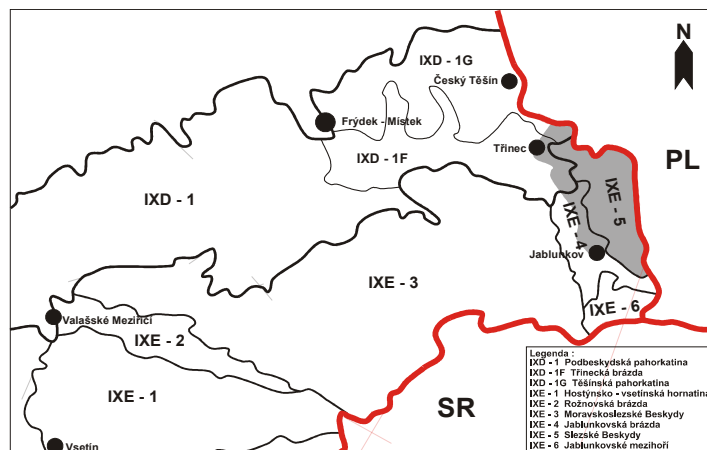 N
IXD - 1G
Český Těšín
Frýdek - Místek
Třinec
IXD - 1F
PL
IXD - 1
IXE - 5
IXE - 4
Jablunkov
IXE - 3
IXE - 6
Valašské Meziříčí
IXE - 2
IXE - 1
SR
Vsetín
Legenda :
IXD - 1 Podbeskydská pahorkatina
IXD - 1F Třinecká brázda
IXD - 1G Těšínská pahorkatina
IXE - 1 Hostýnsko - vsetínská hornatina
IXE - 2 Rožnovská brázda
IXE - 3 Moravskoslezské Beskydy
IXE - 4 Jablunkovská brázda
IXE - 5 Slezské Beskydy
IXE - 6 Jablunkovské mezihoří